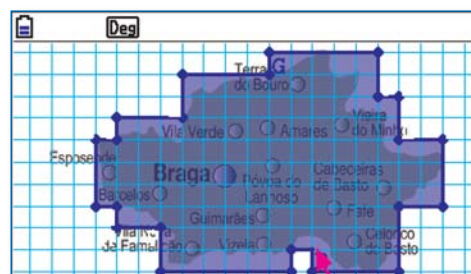 Deg
G
Terras
do Bouro
Vila Verde
Amares
Vieira
do Minho
Esposende
Braga
Barcelos
Póvoa do
Lanhoso
Cabeceiras
de Basto
Guimarães
Fafe
Vila Nova
de Famalicão
Vizela
Celorico
de Basto